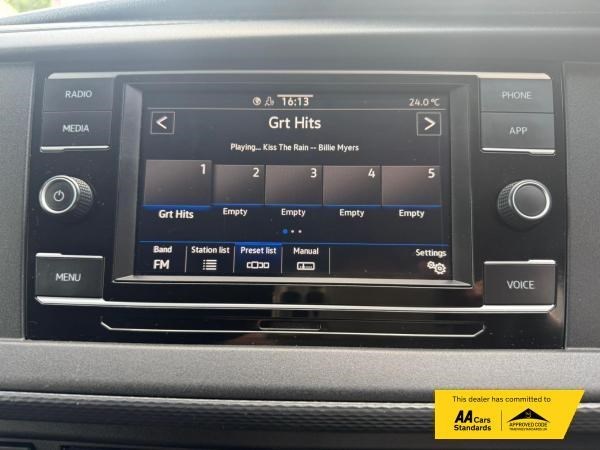 RADIO
MEDIA
MENU
16:13
24.0 °C
<
Grt Hits
>
Playing... Kiss The Rain -- Billie Myers
1
2
3
4
5
Grt Hits
Empty
Empty
Empty
Empty
Band
Station list
Preset list
Manual
Settings
FM
PHONE
APP
VOICE
This dealer has committed to
AA Cars
Standards
APPROVED CODE
TRADINGSTANDARDS.UK